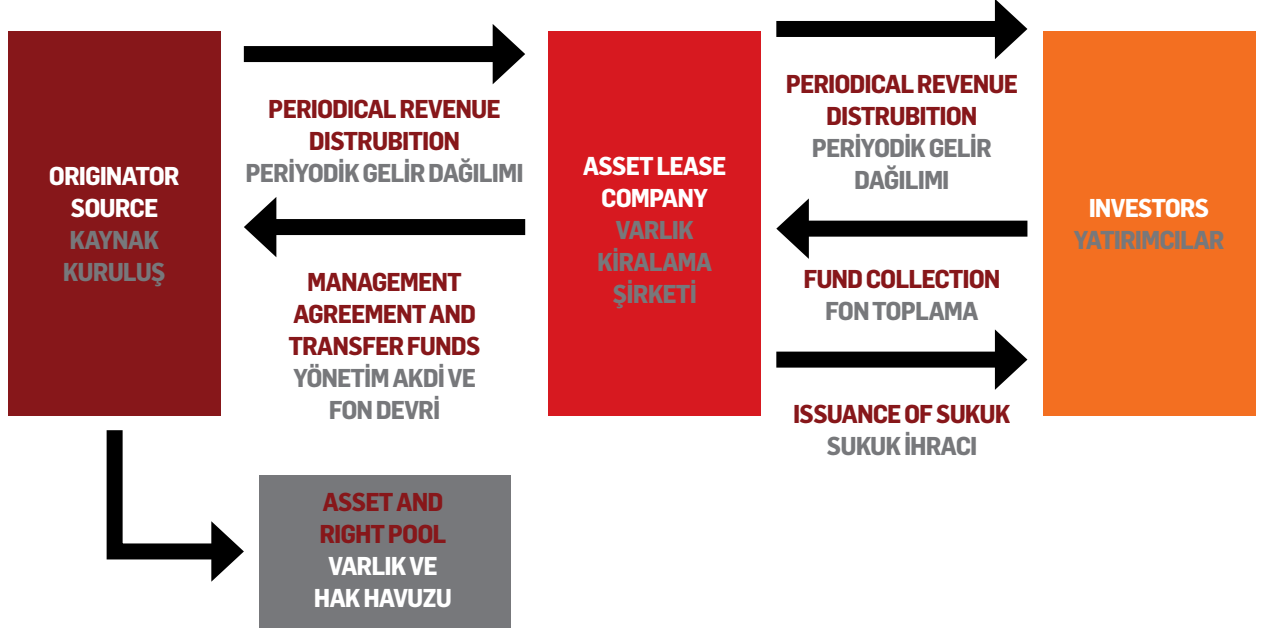 ORIGINATOR
SOURCE
KAYNAK
KURULUŞ
PERIODICAL REVENUE
DISTRUBITION
PERİYODİK GELİR DAĞILIMI
MANAGEMENT
AGREEMENT AND
TRANSFER FUNDS
YÖNETİM AKDİ VE
FON DEVRİ
ASSET LEASE
COMPANY
VARLIK
KİRALAMA
ŞİRKETİ
PERIODICAL REVENUE
DISTRUBITION
PERİYODİK GELİR
DAĞILIMI
FUND COLLECTION
FON TOPLAMA
ISSUANCE OF SUKUK
SUKUK İHRACI
INVESTORS
YATIRIMCILAR
ASSET AND
RIGHT POOL
VARLIK VE
HAK HAVUZU